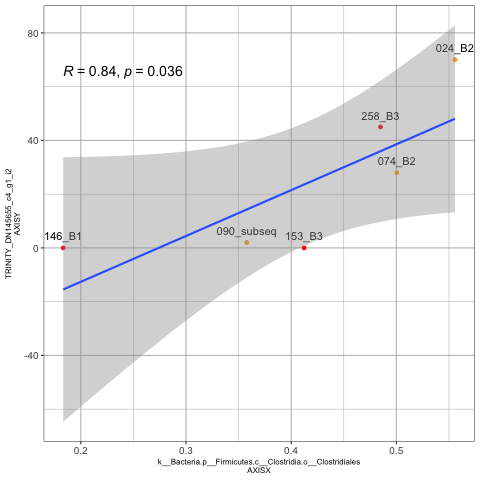 80
40
0
-40
R = 0.84, p = 0.036
024_B2
258_B3
074_B2
146_B1
090_subseq
153_B3
0.2
0.3
0.4
0.5
k__Bacteria.p__Firmicutes.c__Clostridia.o__Clostridiales
AXISX
TRINITY_DN145655_c4_g1_i2
AXISY